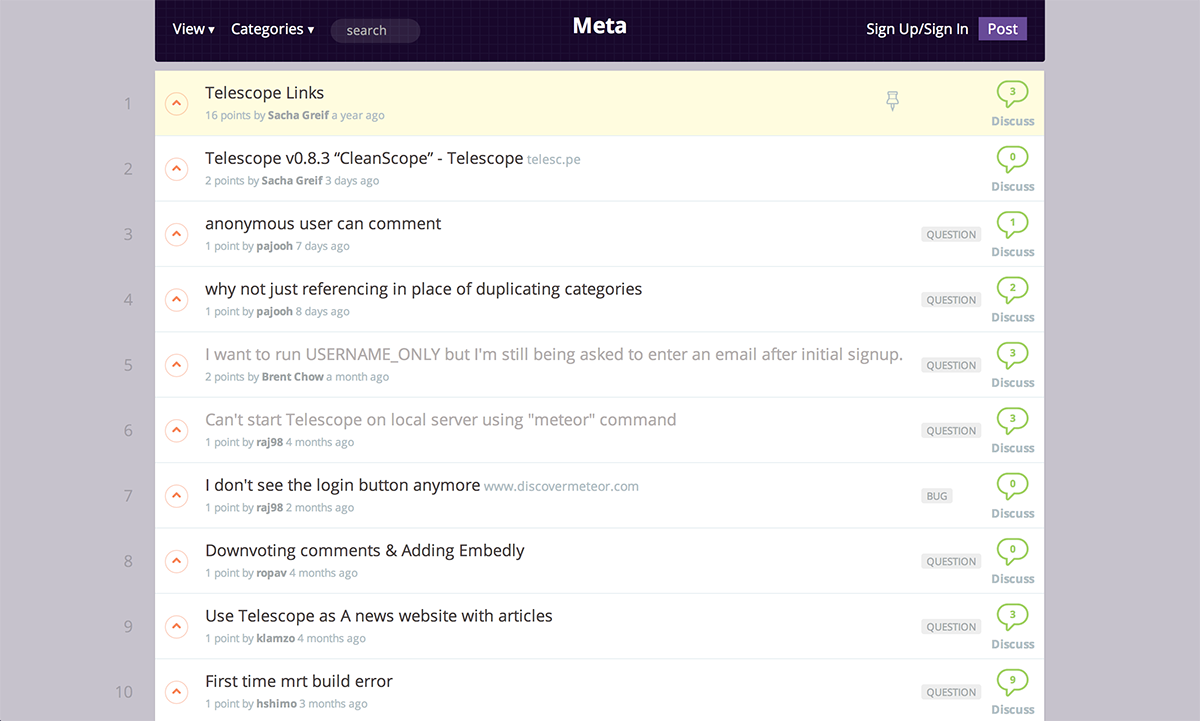 View ▾ Categories ▾ search Meta Sign Up/Sign In Post
1 Telescope Links 3
16 points by Sacha Greif a year ago Discuss
2 Telescope v0.8.3 “CleanScope” - Telescope telesc.pe 0
2 points by Sacha Greif 3 days ago Discuss
3 anonymous user can comment QUESTION 1
1 point by pajooh 7 days ago Discuss
4 why not just referencing in place of duplicating categories QUESTION 2
1 point by pajooh 8 days ago Discuss
5 I want to run USERNAME_ONLY but I'm still being asked to enter an email after initial signup. QUESTION 3
2 points by Brent Chow a month ago Discuss
6 Can't start Telescope on local server using "meteor" command QUESTION 3
1 point by raj98 4 months ago Discuss
7 I don't see the login button anymore www.discovermeteor.com BUG 0
1 point by raj98 2 months ago Discuss
8 Downvoting comments & Adding Embedly QUESTION 0
1 point by ropav 4 months ago Discuss
9 Use Telescope as A news website with articles QUESTION 3
1 point by klamzo 4 months ago Discuss
10 First time mrt build error QUESTION 9
1 point by hshimo 3 months ago Discuss